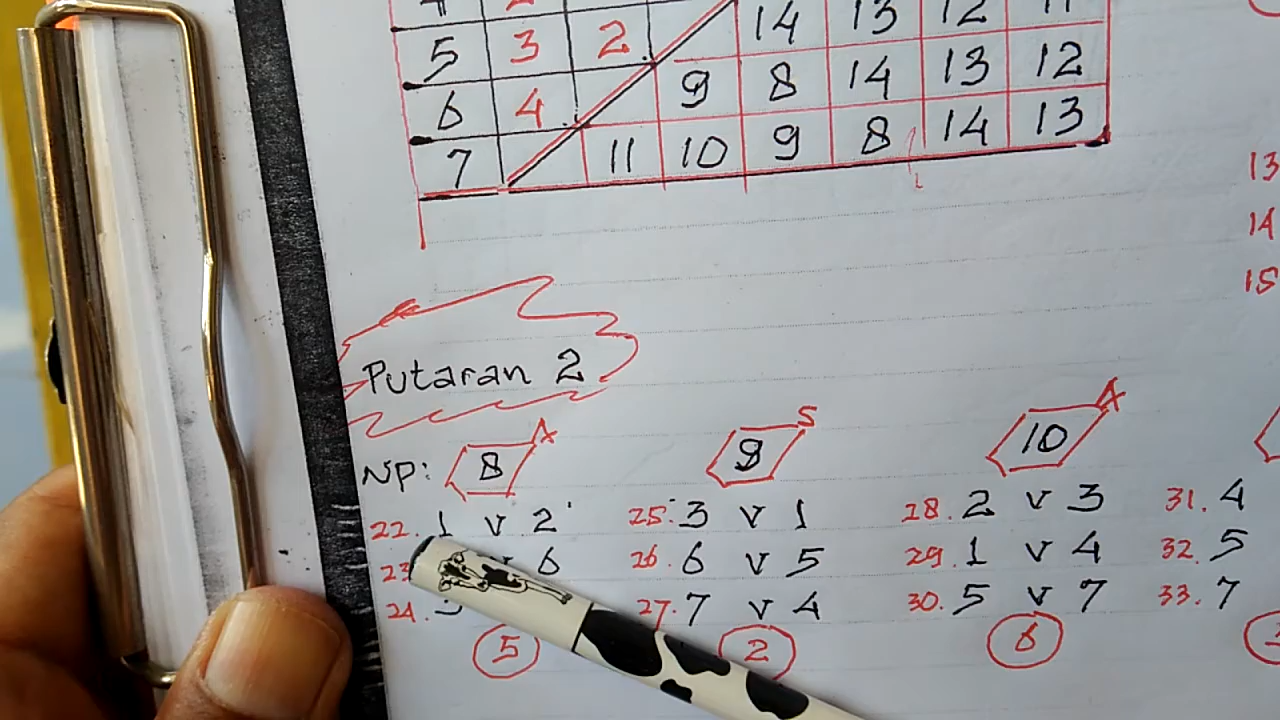 5 3 2 14 13 12 11
6 4 9 8 14 13 12
7 11 10 9 8 14 13
13
14
15
Putaran 2
A S A
NP: 8 9 10
22. 1 v 2 25. 3 v 1 28. 2 v 3 31. 4
23 v 6 26. 6 v 5 29. 1 v 4 32. 5
24. 27. 7 v 4 30. 5 v 7 33. 7
5 2 6